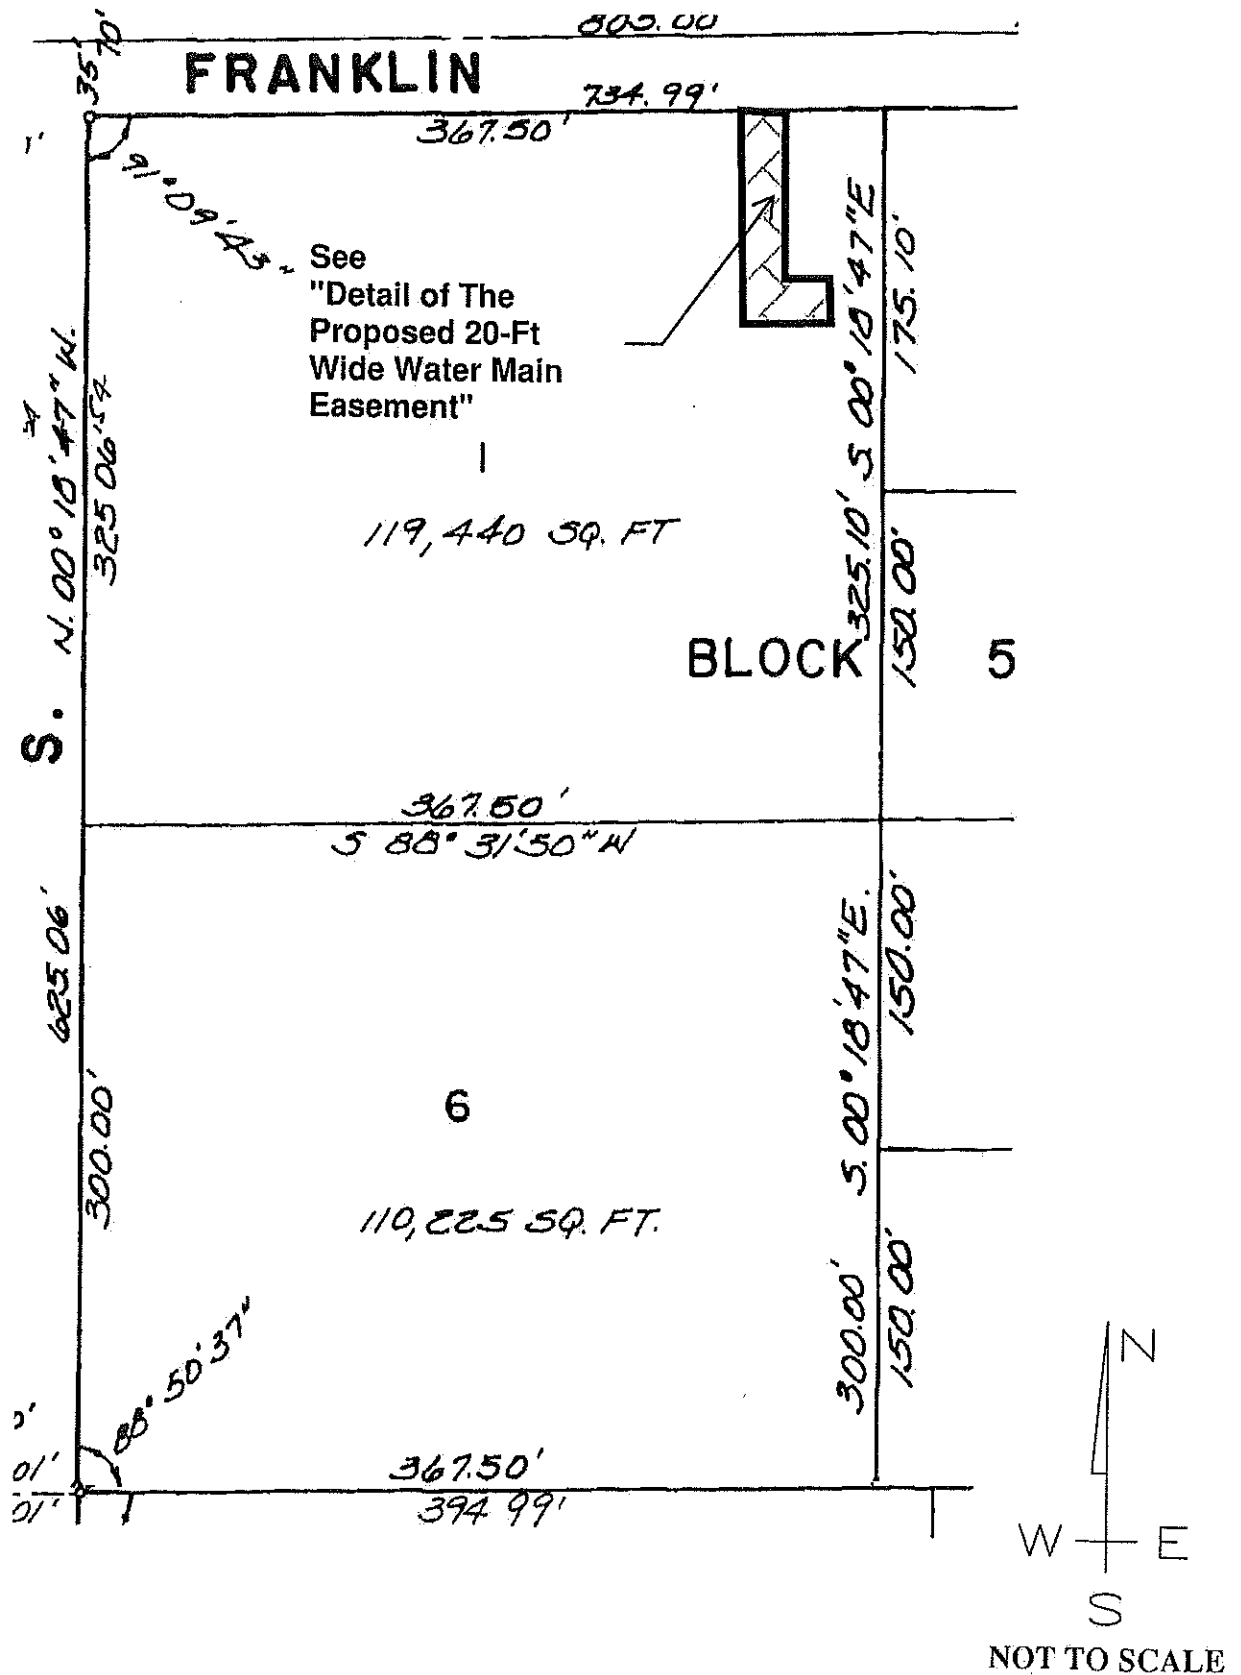 35'
70'
FRANKLIN
734.99'
367.50'
91°09'43"
See
"Detail of The
Proposed 20-Ft
Wide Water Main
Easement"
1
119,440 SQ. FT
N. 00° 18' 47" W.
325.06'
S. 00° 18' 47" E
325.10'
175.10'
150.00'
BLOCK 5
S.
367.50'
S 88° 31' 50" W
625.06'
300.00'
6
110,225 SQ. FT.
S. 00° 18' 47" E.
300.00'
150.00'
150.00'
88° 50' 37"
01'
01'
367.50'
394.99'
N
W E
S
NOT TO SCALE